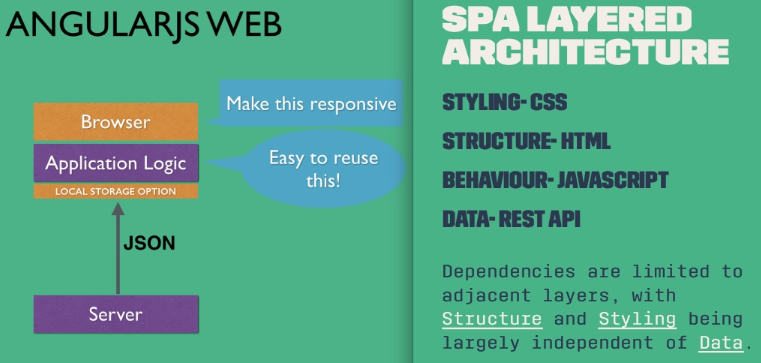 ANGULARJS WEB
Browser
Make this responsive
Application Logic
Easy to reuse
this!
LOCAL STORAGE OPTION
JSON
Server
SPA LAYERED
ARCHITECTURE
STYLING- CSS
STRUCTURE- HTML
BEHAVIOUR- JAVASCRIPT
DATA- REST API
Dependencies are limited to
adjacent layers, with
Structure and Styling being
largely independent of Data.